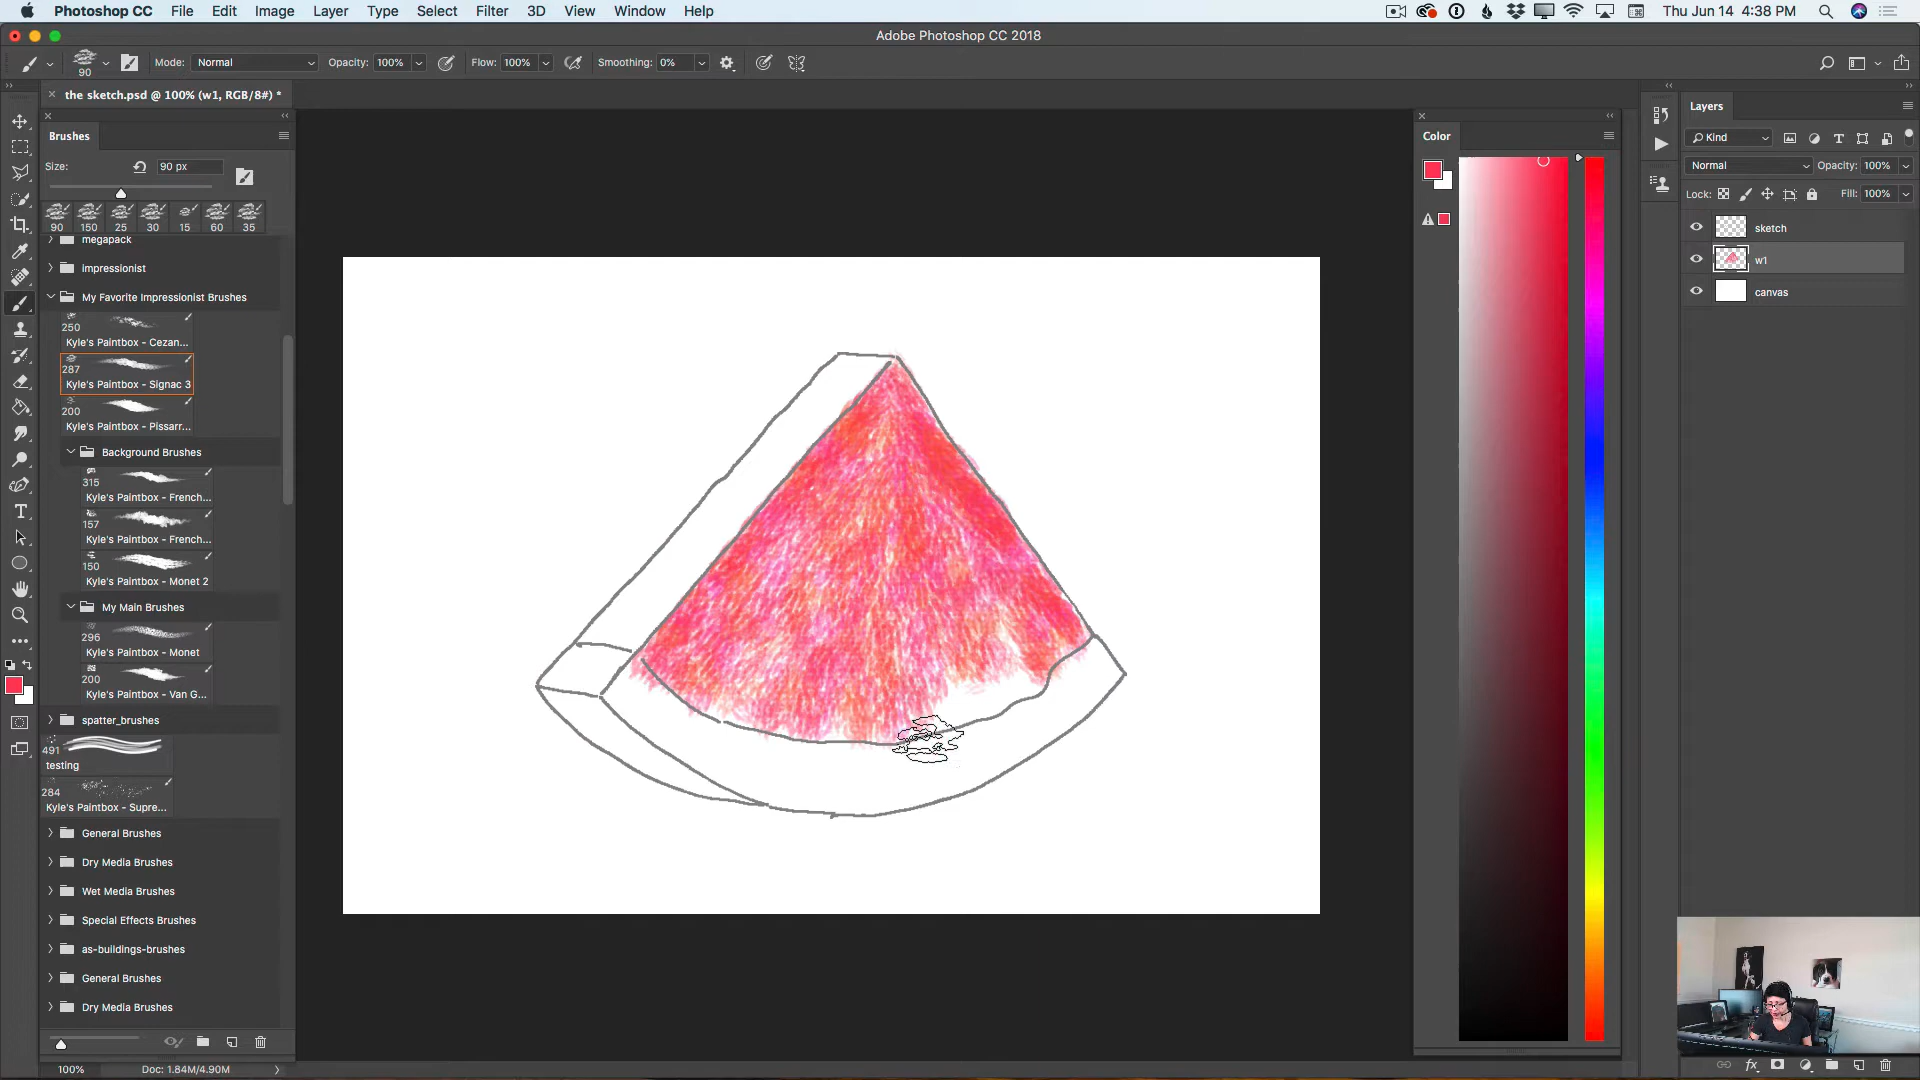 Photoshop CC File Edit Image Layer Type Select Filter 3D View Window Help Thu Jun 14 4:38 PM
Adobe Photoshop CC 2018
90 Mode: Normal Opacity: 100% Flow: 100% Smoothing: 0%
the sketch.psd @ 100% (w1, RGB/8#) *
Brushes
Size: 90 px
90 150 25 30 15 60 35
megapack
impressionist
My Favorite Impressionist Brushes
250
Kyle's Paintbox - Cezan...
287
Kyle's Paintbox - Signac 3
200
Kyle's Paintbox - Pissarr...
Background Brushes
315
Kyle's Paintbox - French...
157
Kyle's Paintbox - French...
150
Kyle's Paintbox - Monet 2
My Main Brushes
296
Kyle's Paintbox - Monet
200
Kyle's Paintbox - Van G...
spatter_brushes
491
testing
284
Kyle's Paintbox - Supre...
General Brushes
Dry Media Brushes
Wet Media Brushes
Special Effects Brushes
as-buildings-brushes
General Brushes
Dry Media Brushes
100% Doc: 1.84M/4.90M
Color
Layers
Kind
Normal Opacity: 100%
Lock: Fill: 100%
sketch
w1
canvas
fx